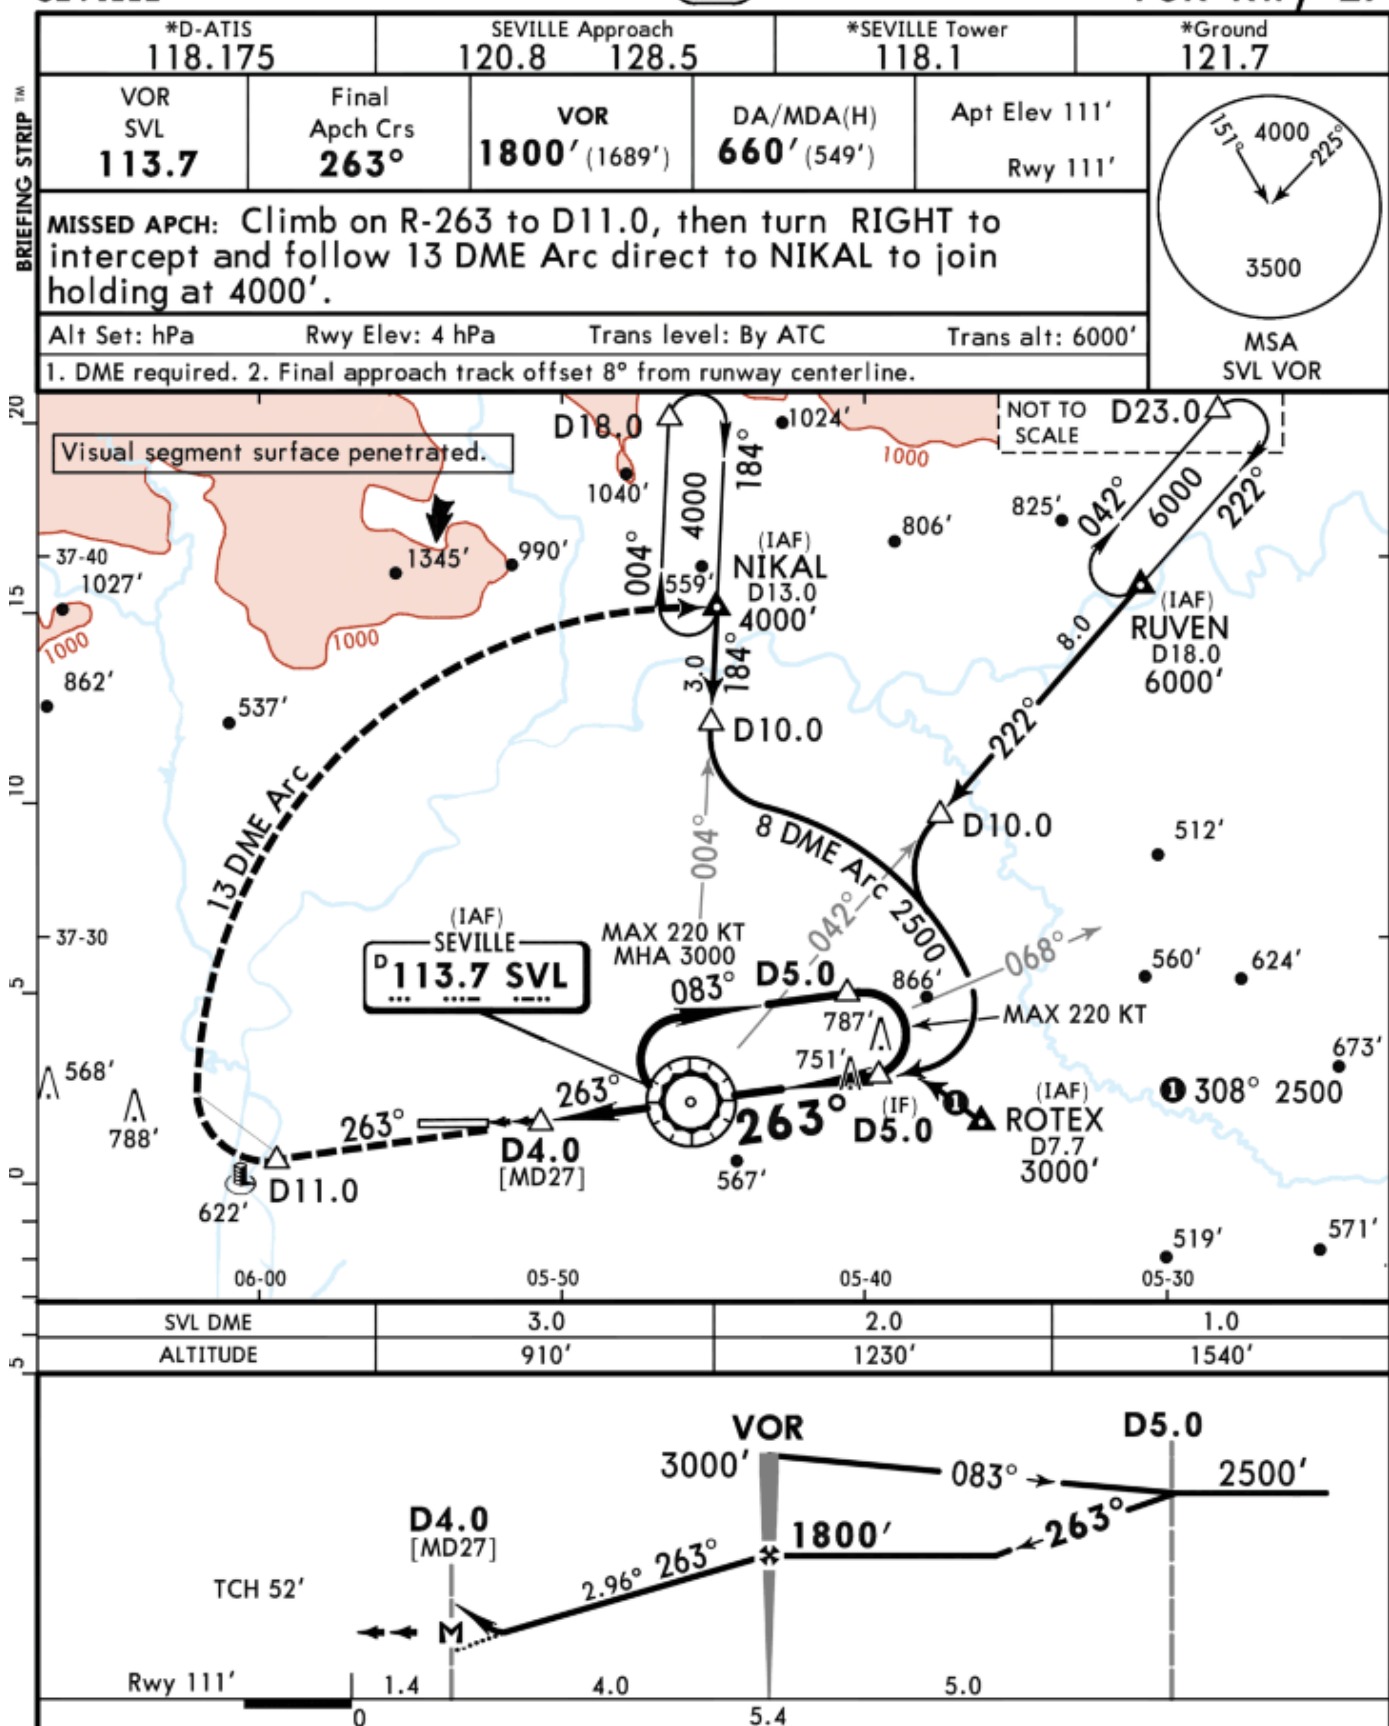 *D-ATIS
118.175
SEVILLE Approach
120.8 128.5
*SEVILLE Tower
118.1
*Ground
121.7
BRIEFING STRIP TM
VOR
SVL
113.7
Final
Apch Crs
263°
VOR
1800' (1689')
DA/MDA(H)
660' (549')
Apt Elev 111'
Rwy 111'
151°
4000
225°
3500
MSA
SVL VOR
MISSED APCH: Climb on R-263 to D11.0, then turn RIGHT to
intercept and follow 13 DME Arc direct to NIKAL to join
holding at 4000'.
Alt Set: hPa Rwy Elev: 4 hPa Trans level: By ATC Trans alt: 6000'
1. DME required. 2. Final approach track offset 8° from runway centerline.
20
15
10
5
0
5
Visual segment surface penetrated.
D18.0
1024'
NOT TO
SCALE
D23.0
1000
1040'
4000
184°
004°
559'
806'
825'
042°
6000
222°
37-40
1027'
1345'
990'
1000
1000
862'
537'
(IAF)
NIKAL
D13.0
4000'
3.0
184°
D10.0
(IAF)
RUVEN
D18.0
6000'
8.0
222°
D10.0
512'
13 DME Arc
004°
8 DME Arc 2500
042°
37-30
(IAF)
SEVILLE
D 113.7 SVL
MAX 220 KT
MHA 3000
083°
D5.0
866'
068°
560'
624'
787'
MAX 220 KT
751'
673'
568'
788'
263°
263°
D4.0
[MD27]
263°
(IF)
D5.0
1
(IAF)
ROTEX
D7.7
3000'
1 308° 2500
567'
D11.0
L
622'
519'
571'
06-00
05-50
05-40
05-30
SVL DME 3.0 2.0 1.0
ALTITUDE 910' 1230' 1540'
VOR
3000'
D5.0
083°
2500'
D4.0
[MD27]
1800'
263°
2.96° 263°
TCH 52'
M
Rwy 111'
1.4
4.0
5.0
0
5.4